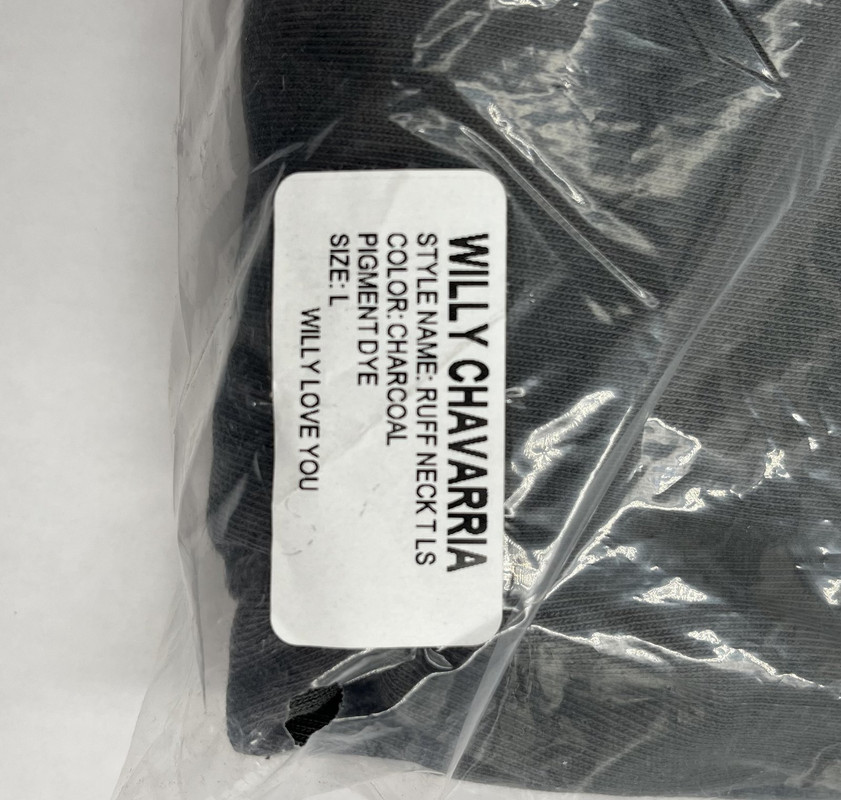 WILLY CHAVARRIA
STYLE NAME: RUFF NECK T LS
COLOR: CHARCOAL
PIGMENT DYE
SIZE: L
WILLY LOVE YOU